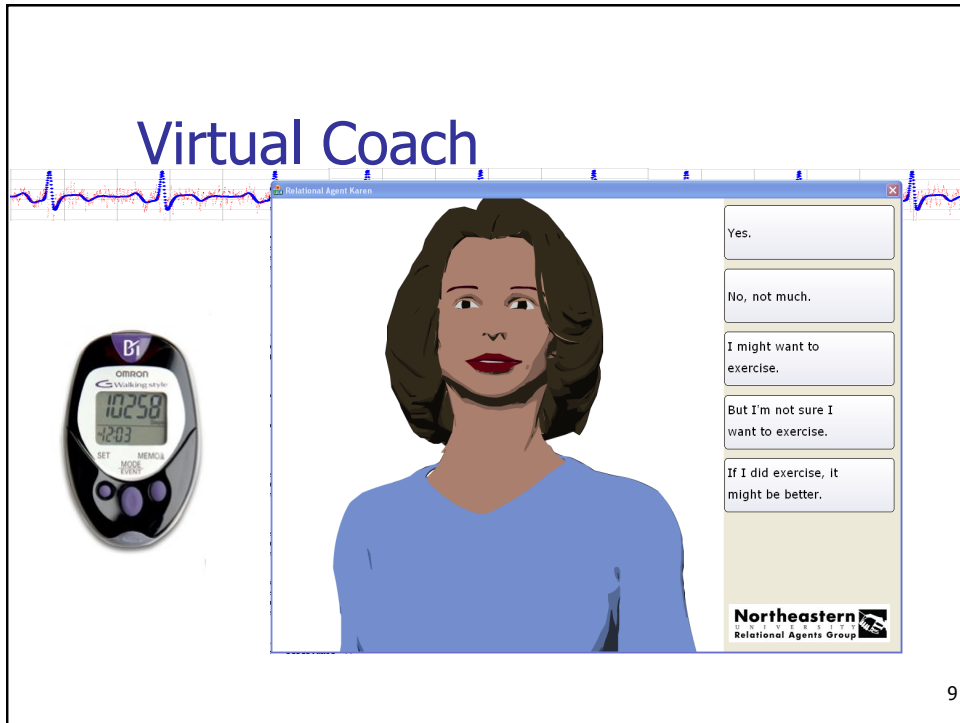 Virtual Coach
Relational Agent Karen
Yes.
No, not much.
I might want to
exercise.
But I'm not sure I
want to exercise.
If I did exercise, it
might be better.
Bi
OMRON
Walking style
10258
12:03
SET
MEMO
MODE
EVENT
Northeastern
UNIVERSITY
Relational Agents Group
9